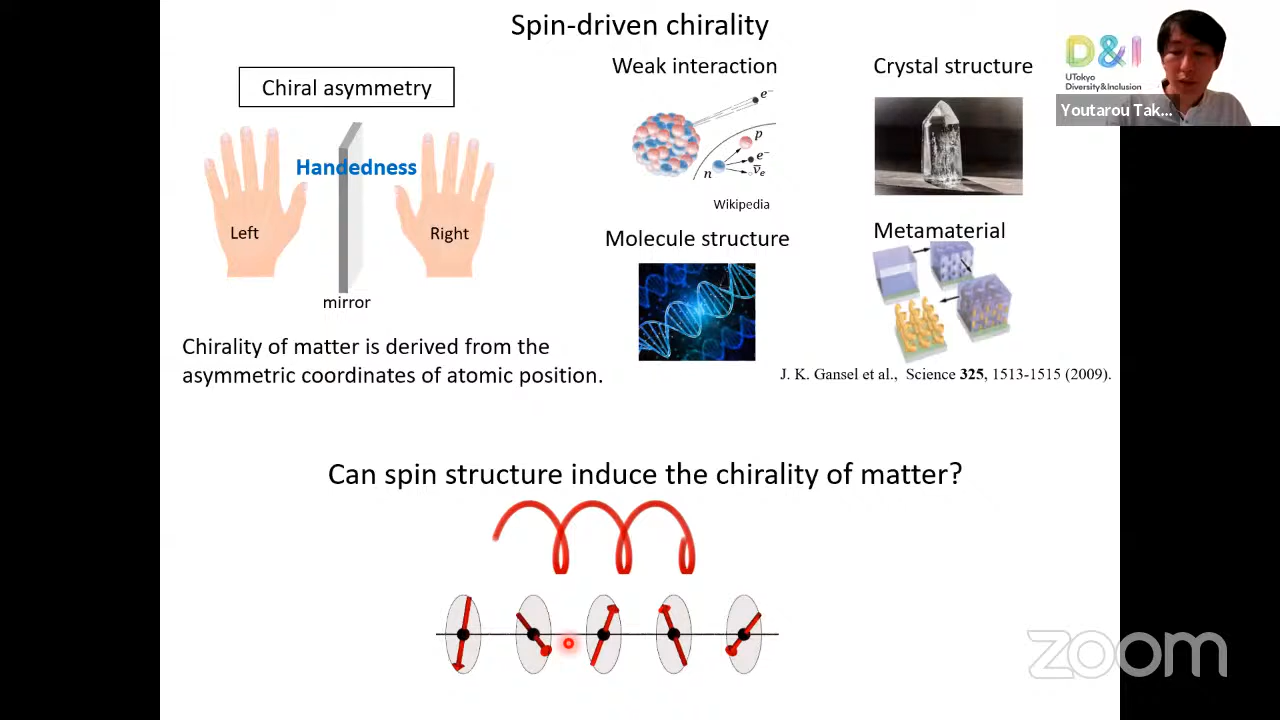 Spin-driven chirality
Chiral asymmetry
Handedness
Left
Right
mirror
Chirality of matter is derived from the
asymmetric coordinates of atomic position.
Weak interaction
e⁻
p
e⁻
n
ν̅ₑ
Wikipedia
Crystal structure
Molecule structure
Metamaterial
J. K. Gansel et al., Science 325, 1513-1515 (2009).
Can spin structure induce the chirality of matter?
D&I
UTokyo
Diversity&Inclusion
Youtarou Tak...
zoom